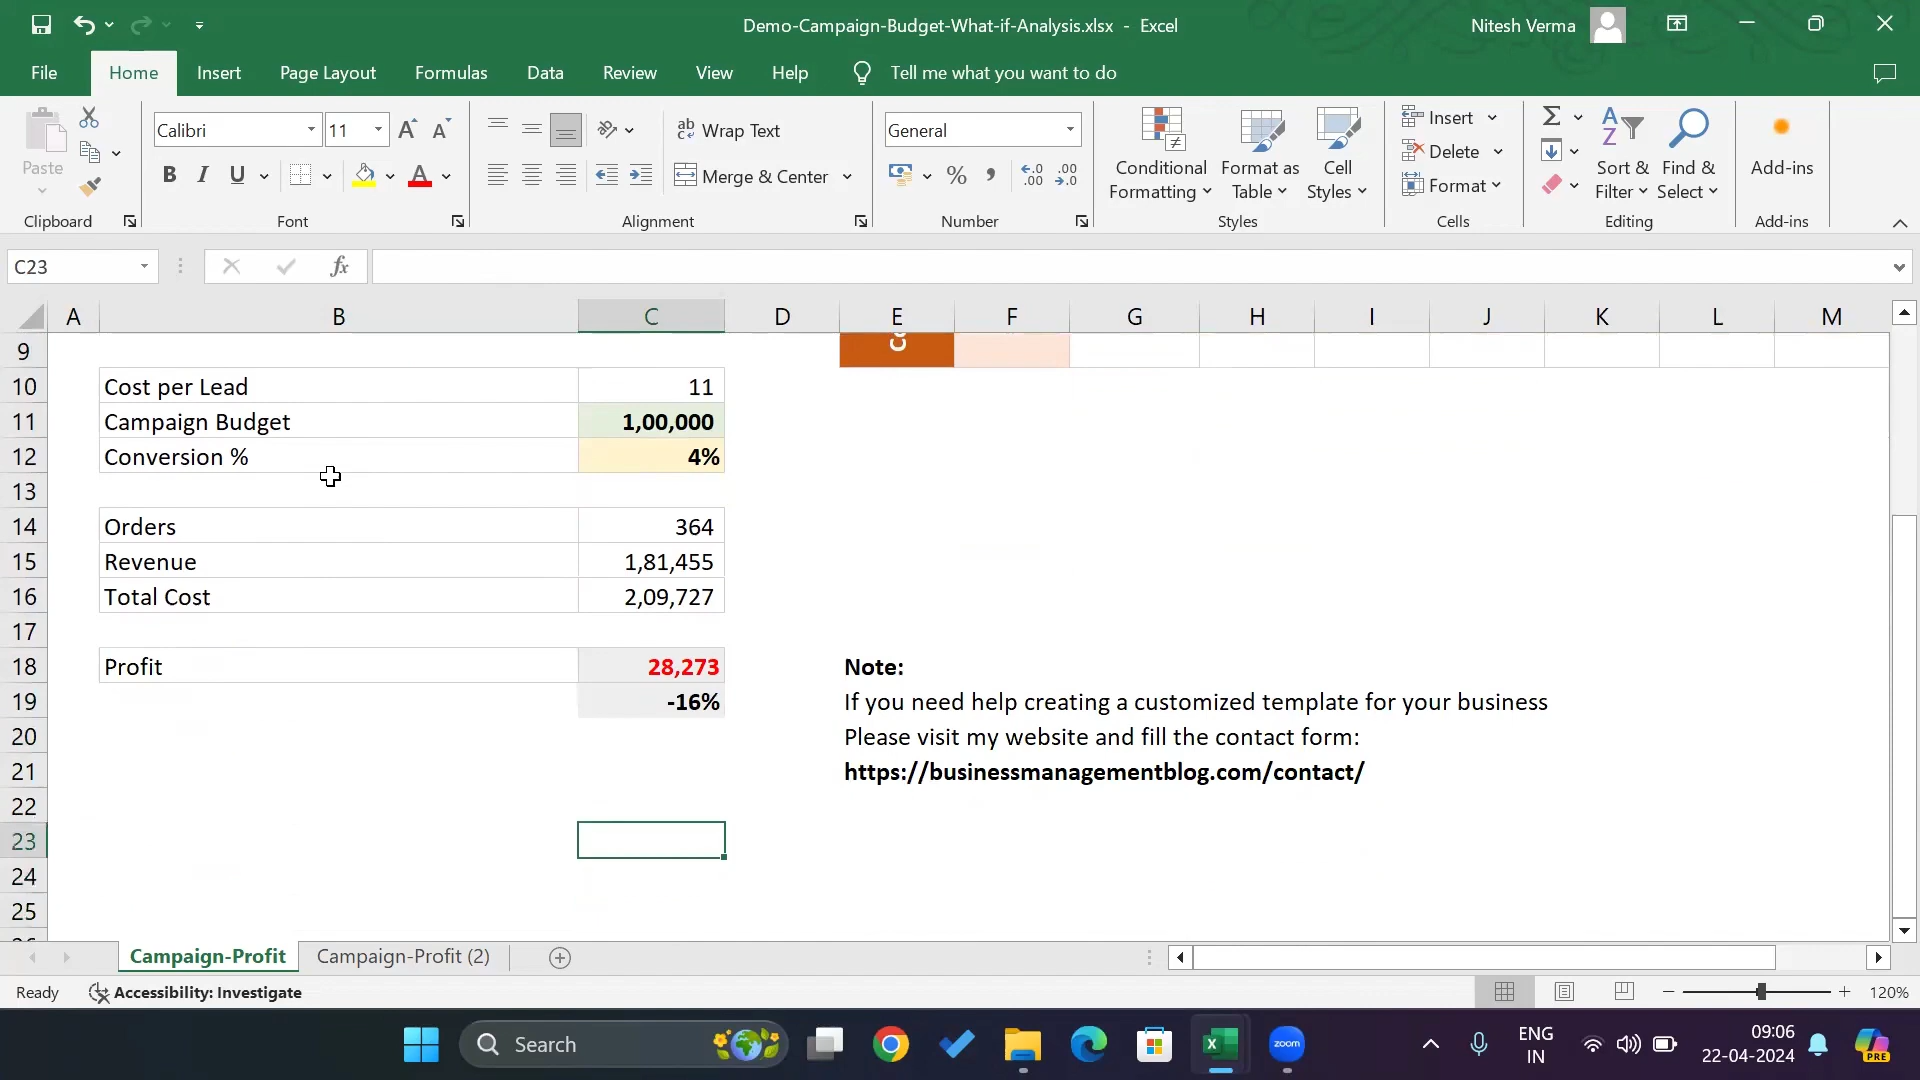 Demo-Campaign-Budget-What-if-Analysis.xlsx - Excel
Nitesh Verma
File Home Insert Page Layout Formulas Data Review View Help Tell me what you want to do
Paste
Clipboard
Calibri 11
B I U A
Font
ab Wrap Text
Merge & Center
Alignment
General
% ,
Number
Conditional Formatting
Format as Table
Cell Styles
Styles
Insert
Delete
Format
Cells
Sort & Filter
Find & Select
Editing
Add-ins
Add-ins
C23
fx
A B C D E F G H I J K L M
9
10 Cost per Lead 11
11 Campaign Budget 1,00,000
12 Conversion % 4%
13
14 Orders 364
15 Revenue 1,81,455
16 Total Cost 2,09,727
17
18 Profit 28,273 Note:
19 -16% If you need help creating a customized template for your business
20 Please visit my website and fill the contact form:
21 https://businessmanagementblog.com/contact/
22
23
24
25
Campaign-Profit Campaign-Profit (2)
Ready Accessibility: Investigate 120%
Search
zoom
ENG
IN
09:06
22-04-2024
PRE